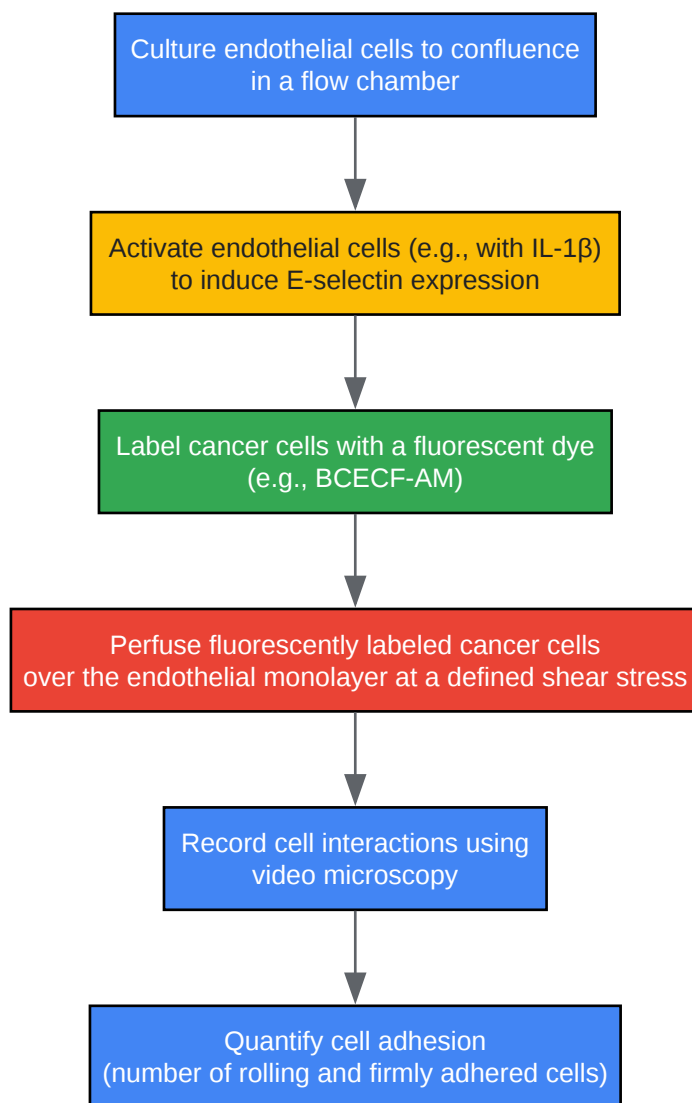 Culture endothelial cells to confluence
in a flow chamber
Activate endothelial cells (e.g., with IL-1β)
to induce E-selectin expression
Label cancer cells with a fluorescent dye
(e.g., BCECF-AM)
Perfuse fluorescently labeled cancer cells
over the endothelial monolayer at a defined shear stress
Record cell interactions using
video microscopy
Quantify cell adhesion
(number of rolling and firmly adhered cells)